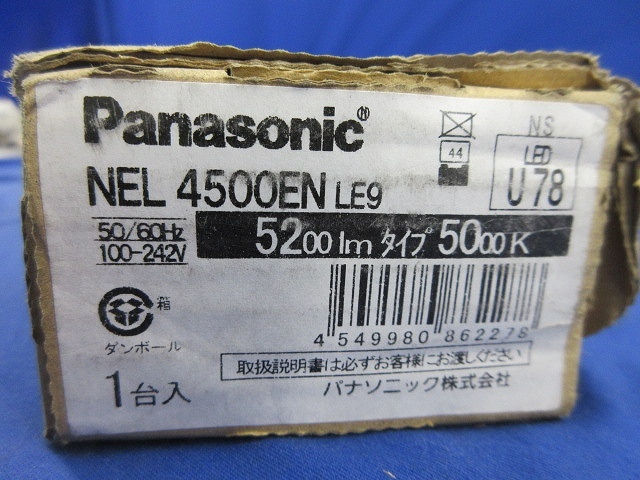 Panasonic®
NEL 4500EN LE9
50/60Hz
100-242V
5200 lm タイプ 5000 K
44
NS
LED
U78
箱
ダンボール
1台入
4 549980 862278
取扱説明書は必ずお客様にお渡しください
パナソニック株式会社